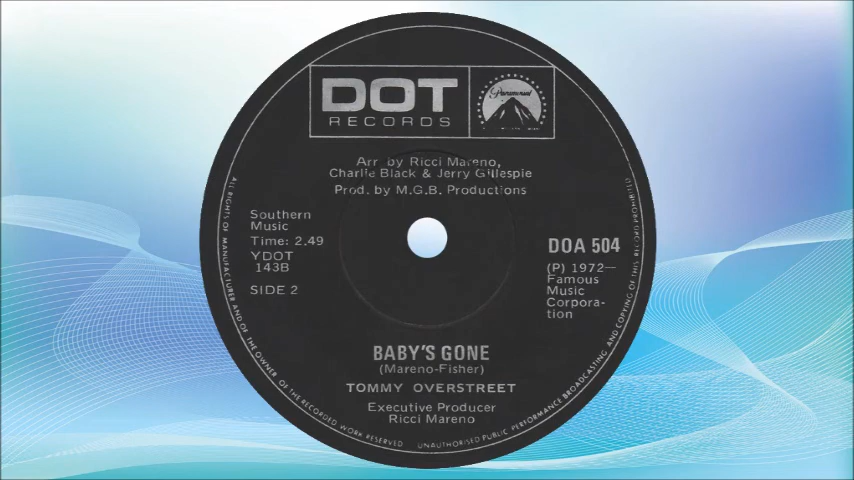 DOT
RECORDS
Paramount
Arr. by Ricci Mareno,
Charlie Black & Jerry Gillespie
Prod. by M.G.B. Productions
Southern
Music
Time: 2.49
YDOT
143B
SIDE 2
DOA 504
(P) 1972—
Famous
Music
Corpora-
tion
BABY'S GONE
(Mareno-Fisher)
TOMMY OVERSTREET
Executive Producer
Ricci Mareno
ALL RIGHTS OF MANUFACTURER AND OF THE OWNER OF THE RECORDED WORK RESERVED
UNAUTHORISED PUBLIC PERFORMANCE BROADCASTING AND COPYING OF THIS RECORD PROHIBITED